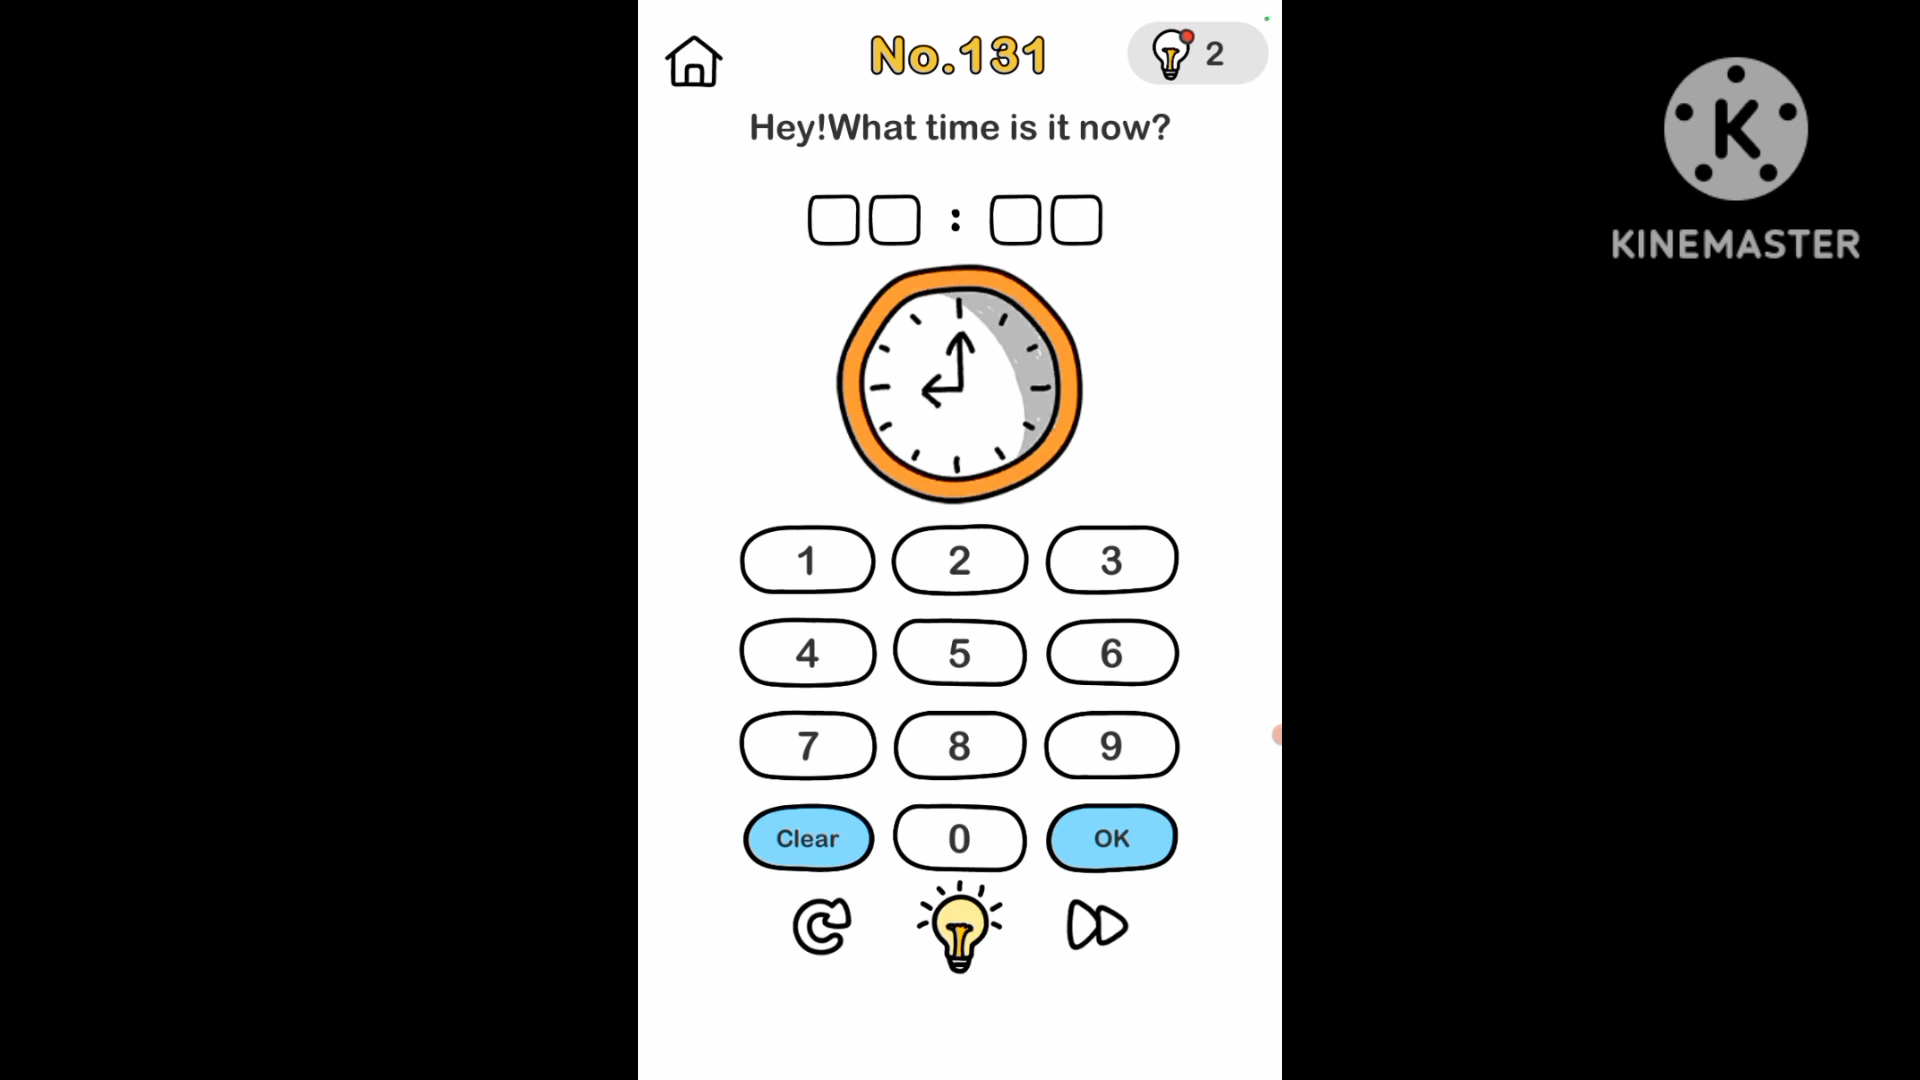 No.131
2
Hey!What time is it now?
:
K
KINEMASTER
1 2 3
4 5 6
7 8 9
Clear 0 OK